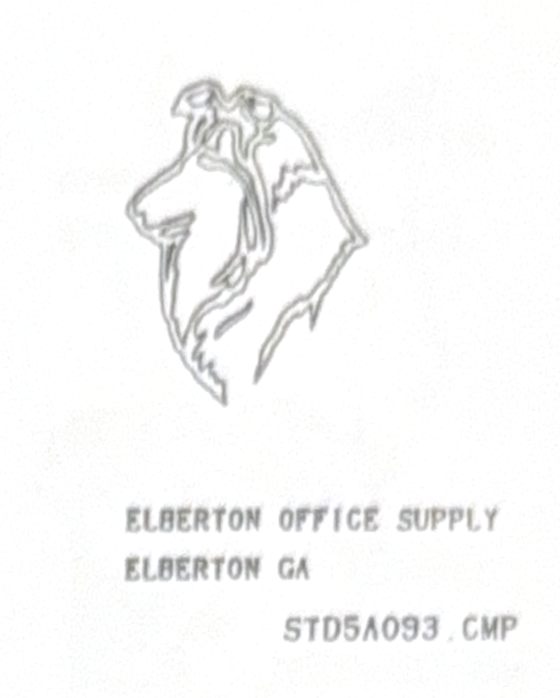 ELBERTON OFFICE SUPPLY
ELBERTON GA
STD5A093.CMP